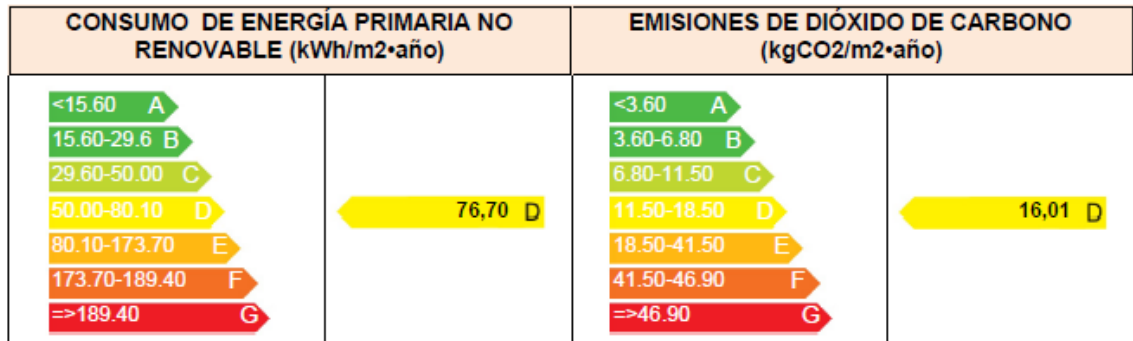 CONSUMO DE ENERGÍA PRIMARIA NO
RENOVABLE (kWh/m2•año)
<15.60 A
15.60-29.6 B
29.60-50.00 C
50.00-80.10 D
80.10-173.70 E
173.70-189.40 F
=>189.40 G
76,70 D
EMISIONES DE DIÓXIDO DE CARBONO
(kgCO2/m2•año)
<3.60 A
3.60-6.80 B
6.80-11.50 C
11.50-18.50 D
18.50-41.50 E
41.50-46.90 F
=>46.90 G
16,01 D